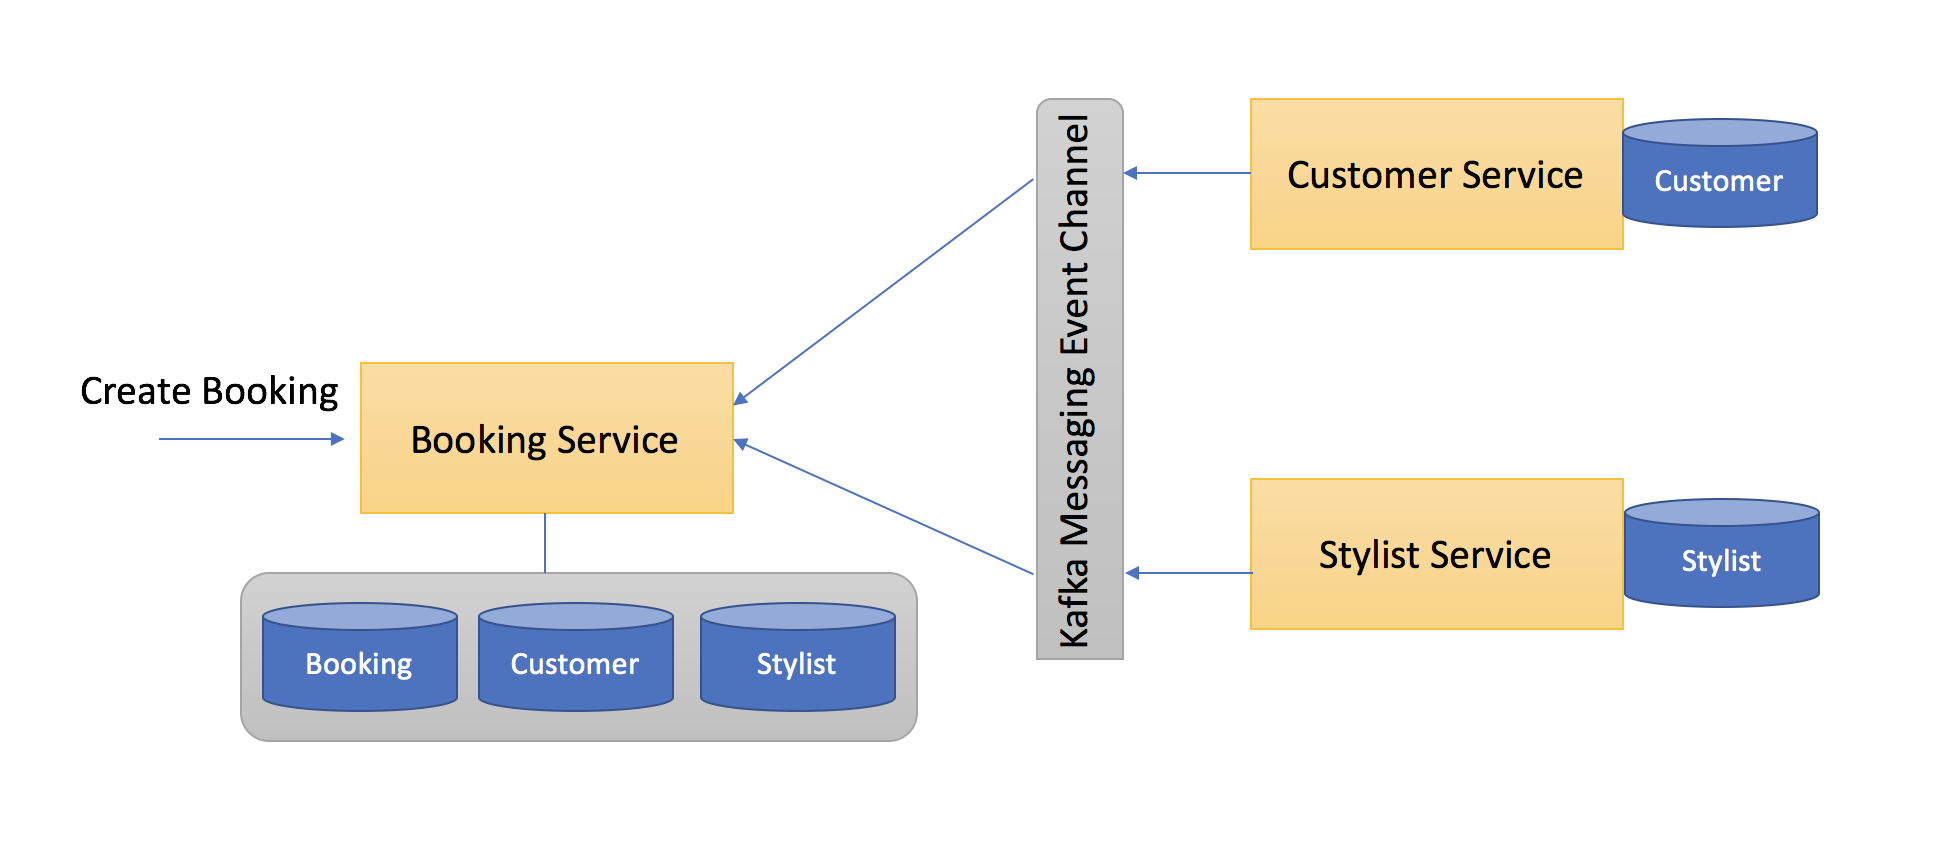 Create Booking
Booking Service
Booking
Customer
Stylist
Kafka Messaging Event Channel
Customer Service
Customer
Stylist Service
Stylist